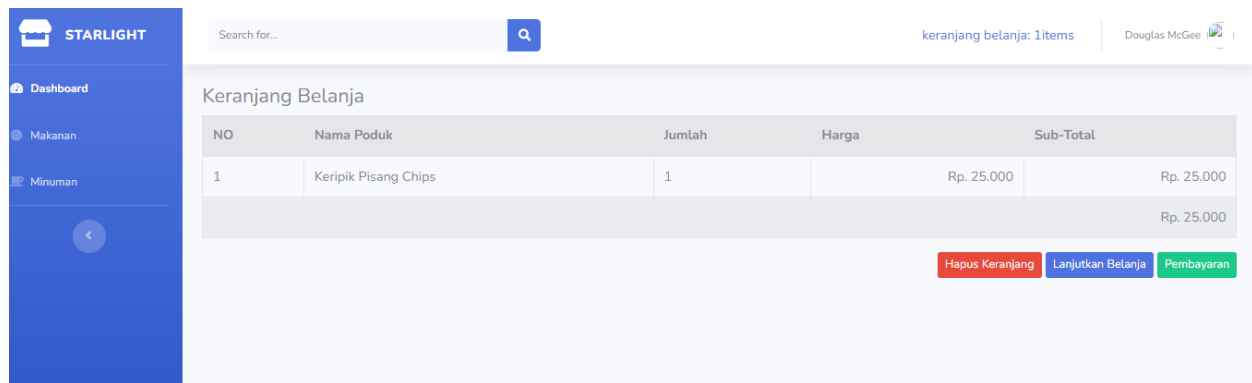 STARLIGHT
Search for...
keranjang belanja: 1items
Douglas McGee
Dashboard
Makanan
Minuman
Keranjang Belanja
NO Nama Poduk Jumlah Harga Sub-Total
1 Keripik Pisang Chips 1 Rp. 25.000 Rp. 25.000
Rp. 25.000
Hapus Keranjang Lanjutkan Belanja Pembayaran